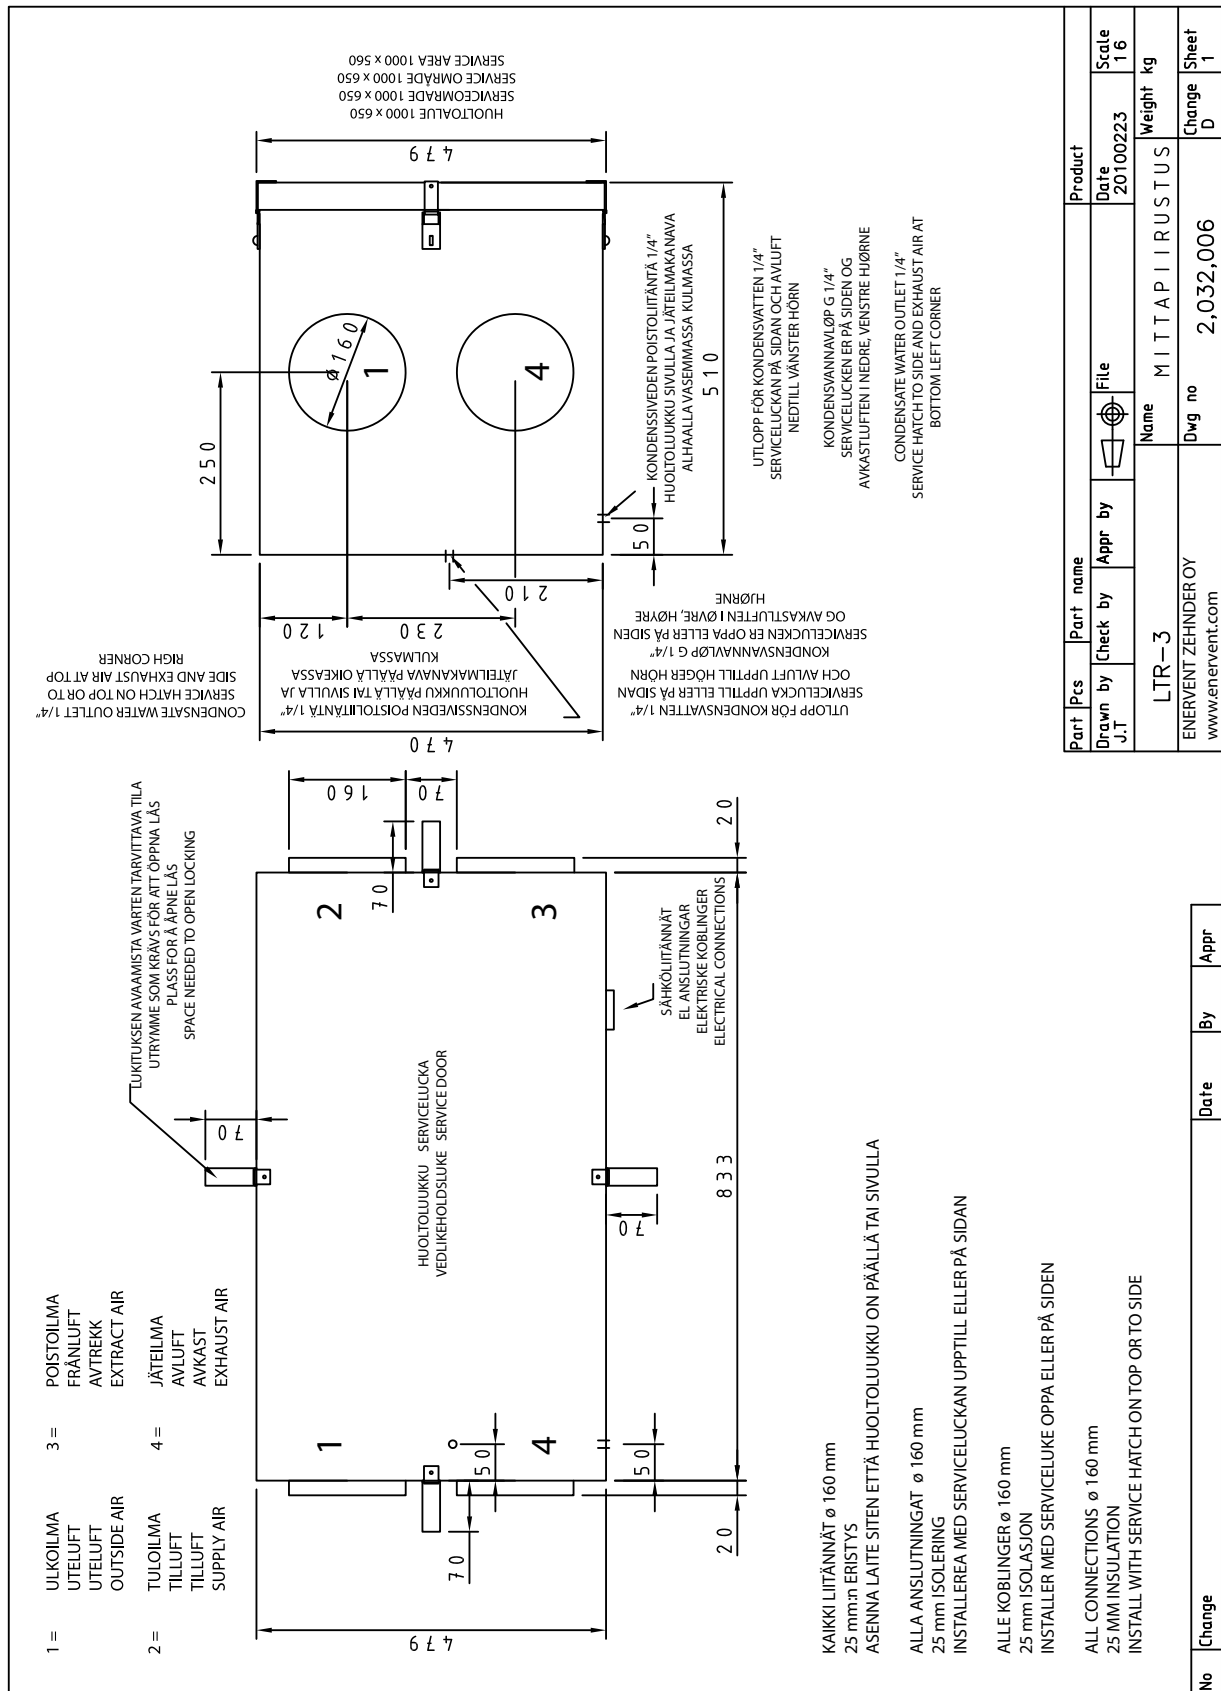 1 =
ULKOILMA
UTELUFT
UTELUFT
OUTSIDE AIR
2 =
TULOILMA
TILLUFT
TILLUFT
SUPPLY AIR
3 =
POISTOILMA
FRÅNLUFT
AVTREKK
EXTRACT AIR
4 =
JÄTEILMA
AVLUFT
AVKAST
EXHAUST AIR
LUKITUKSEN AVAAMISTA VARTEN TARVITTAVA TILA
UTRYMME SOM KRÄVS FÖR ATT ÖPPNA LÅS
PLASS FOR Å ÅPNE LÅS
SPACE NEEDED TO OPEN LOCKING
CONDENSATE WATER OUTLET 1/4"
SERVICE HATCH ON TOP OR TO
SIDE AND EXHAUST AIR AT TOP
RIGH CORNER
479
70
1
2
3
4
50
50
70
70
70
160
70
HUOLTOLUUKKU SERVICELUCKA
VEDLIKEHOLDSLUKE SERVICE DOOR
SÄHKÖLIITÄNNÄT
EL ANSLUTNINGAR
ELEKTRISKE KOBLINGER
ELECTRICAL CONNECTIONS
20
833
20
470
120
230
210
250
ø160
1
4
50
510
479
KONDENSSIVEDEN POISTOLIITÄNTÄ 1/4"
HUOLTOLUUKKU PÄÄLLÄ TAI SIVULLA JA
JÄTEILMAKANAVA PÄÄLLÄ OIKEASSA
KULMASSA
UTLOPP FÖR KONDENSVATTEN 1/4"
SERVICELUCKA UPPTILL ELLER PÅ SIDAN
OCH AVLUFT UPPTILL HÖGER HÖRN
KONDENSVANNAVLØP G 1/4"
SERVICELUCKEN ER OPPA ELLER PÅ SIDEN
OG AVKASTLUFTEN I ØVRE, HØYRE
HJØRNE
HUOLTOALUE 1000 x 650
SERVICEOMRÅDE 1000 x 650
SERVICE OMRÅDE 1000 x 650
SERVICE AREA 1000 x 560
KONDENSSIVEDEN POISTOLIITÄNTÄ 1/4"
HUOLTOLUUKKU SIVULLA JA JÄTEILMAKANAVA
ALHAALLA VASEMMASSA KULMASSA
UTLOPP FÖR KONDENSVATTEN 1/4"
SERVICELUCKAN PÅ SIDAN OCH AVLUFT
NEDTILL VÄNSTER HÖRN
KONDENSVANNAVLØP G 1/4"
SERVICELUCKEN ER PÅ SIDEN OG
AVKASTLUFTEN I NEDRE, VENSTRE HJØRNE
CONDENSATE WATER OUTLET 1/4"
SERVICE HATCH TO SIDE AND EXHAUST AIR AT
BOTTOM LEFT CORNER
KAIKKI LIITÄNNÄT ø 160 mm
25 mm:n ERISTYS
ASENNA LAITE SITEN ETTÄ HUOLTOLUUKKU ON PÄÄLLÄ TAI SIVULLA
ALLA ANSLUTNINGAT ø 160 mm
25 mm ISOLERING
INSTALLEREA MED SERVICELUCKAN UPPTILL ELLER PÅ SIDAN
ALLE KOBLINGER ø 160 mm
25 mm ISOLASJON
INSTALLER MED SERVICELUKE OPPA ELLER PÅ SIDEN
ALL CONNECTIONS ø 160 mm
25 MM INSULATION
INSTALL WITH SERVICE HATCH ON TOP OR TO SIDE
No Change Date By Appr
Part Pcs Part name Product
Drawn by Check by Appr by File Date Scale
J.T 20100223 1 6
LTR-3
Name
MITTAPIIRUSTUS
Weight kg
ENERVENT ZEHNDER OY
www.enervent.com
Dwg no
2,032,006
Change
D
Sheet
1